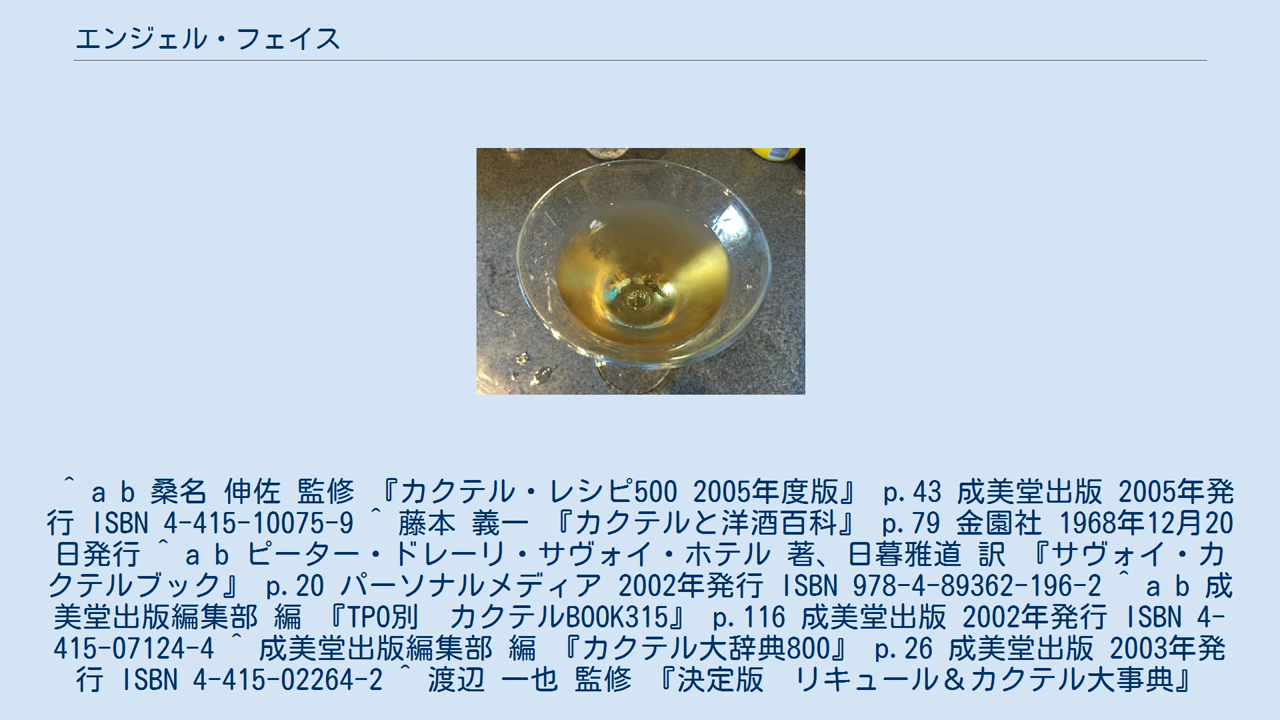 エンジェル・フェイス
^ a b 桑名 伸佐 監修 『カクテル・レシピ500 2005年度版』 p.43 成美堂出版 2005年発
行 ISBN 4-415-10075-9 ^ 藤本 義一 『カクテルと洋酒百科』 p.79 金園社 1968年12月20
日発行 ^ a b ピーター・ドレーリ・サヴォイ・ホテル 著、日暮雅道 訳 『サヴォイ・カ
クテルブック』 p.20 パーソナルメディア 2002年発行 ISBN 978-4-89362-196-2 ^ a b 成
美堂出版編集部 編 『TPO別　カクテルBOOK315』 p.116 成美堂出版 2002年発行 ISBN 4-
415-07124-4 ^ 成美堂出版編集部 編 『カクテル大辞典800』 p.26 成美堂出版 2003年発
行 ISBN 4-415-02264-2 ^ 渡辺 一也 監修 『決定版　リキュール＆カクテル大事典』